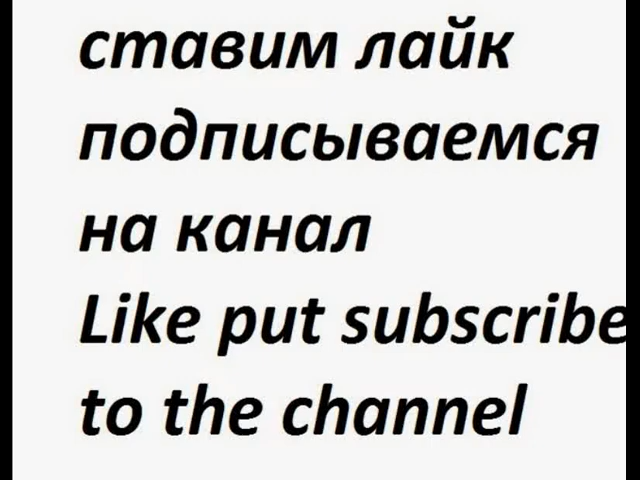 ставим лайк
подписываемся
на канал
Like put subscribe
to the channel